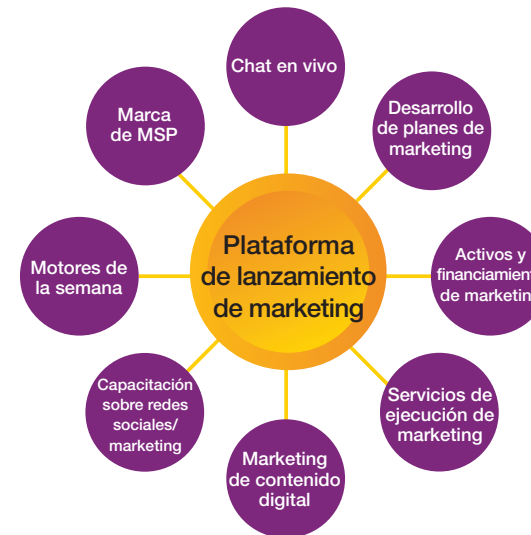 Chat en vivo
Marca
de MSP
Desarrollo
de planes de
marketing
Plataforma
de lanzamiento
de marketing
Motores de
la semana
Activos y
financiamient
de marketin
Capacitación
sobre redes
sociales/
marketing
Servicios de
ejecución de
marketing
Marketing
de contenido
digital